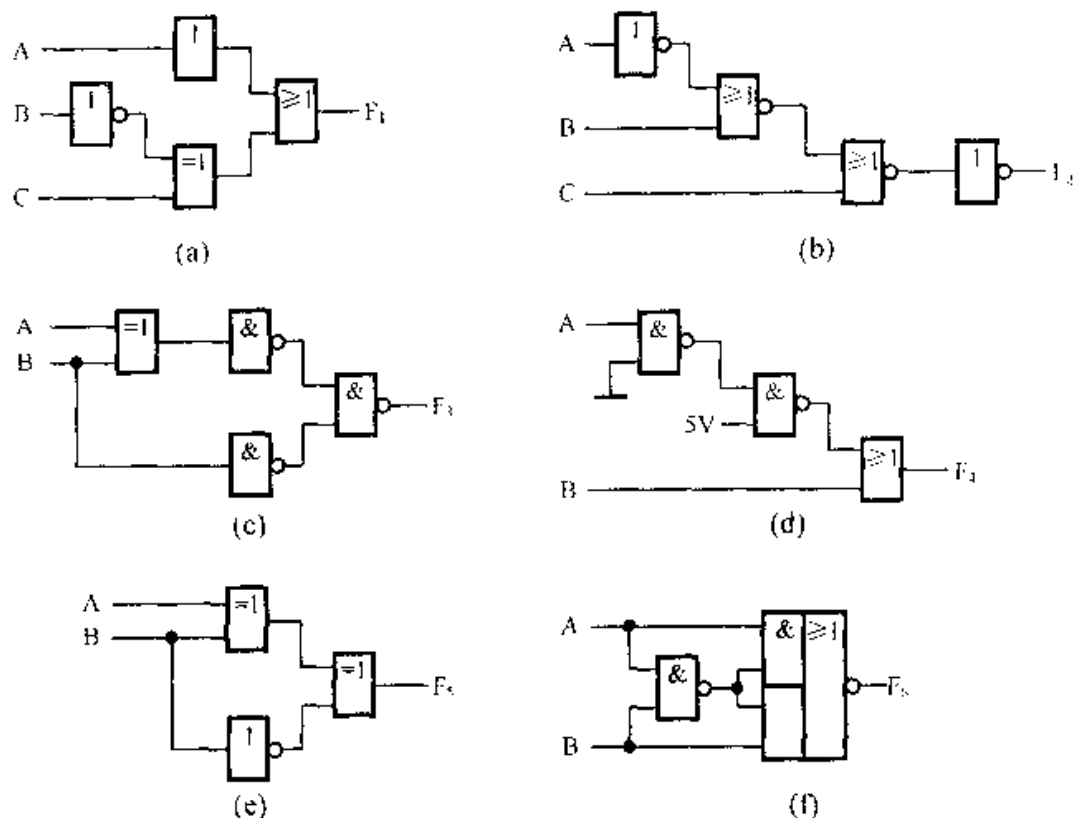 A 1 ≥1 F₁
B 1 =1
C
(a)
A 1 ≥1
B ≥1 1
C
(b)
A =1 & & F₃
B &
(c)
A & &
5V ≥1 F₄
B
(d)
A =1 =1 F₅
B 1
(e)
A & ≥1 F₆
&
B
(f)